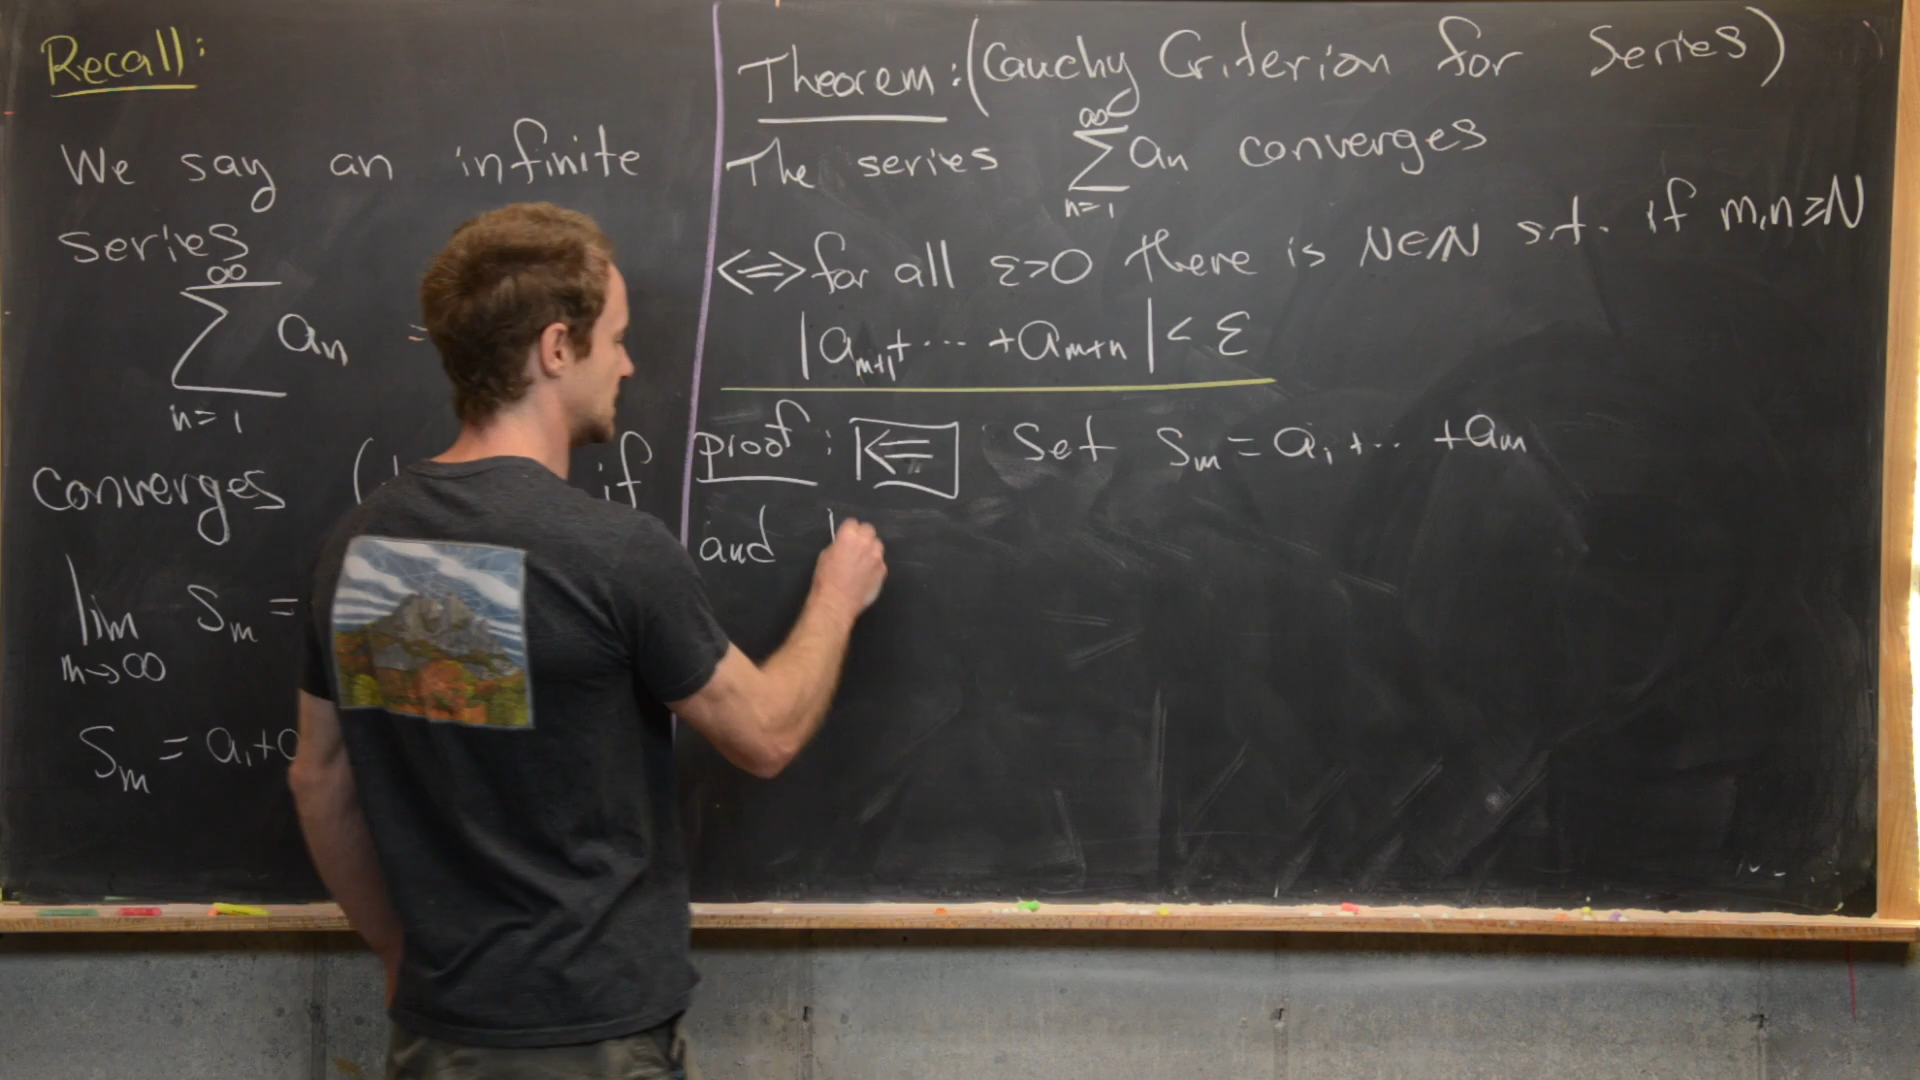 Recall:
We say an infinite
series
∞
∑ aₙ =
n=1
converges ( if
lim Sₘ =
m→∞
Sₘ = a₁+a
Theorem: (Cauchy Criterion for Series)
∞
The series ∑ aₙ converges
n=1
⇔ for all ε>0 there is N∈ℕ s.t. if m,n≥N
|aₘ₊₁+ ⋯ +aₘ₊ₙ| < ε
proof: ⇐ Set Sₘ = a₁+⋯ +aₘ
and